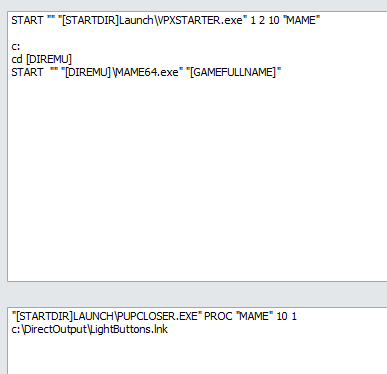 START "" "[STARTDIR]Launch\VPXSTARTER.exe" 1 2 10 "MAME"
c:
cd [DIREMU]
START  "" "[DIREMU]\MAME64.exe" "[GAMEFULLNAME]"
"[STARTDIR]LAUNCH\PUPCLOSER.EXE" PROC "MAME" 10 1
c:\DirectOutput\LightButtons.lnk